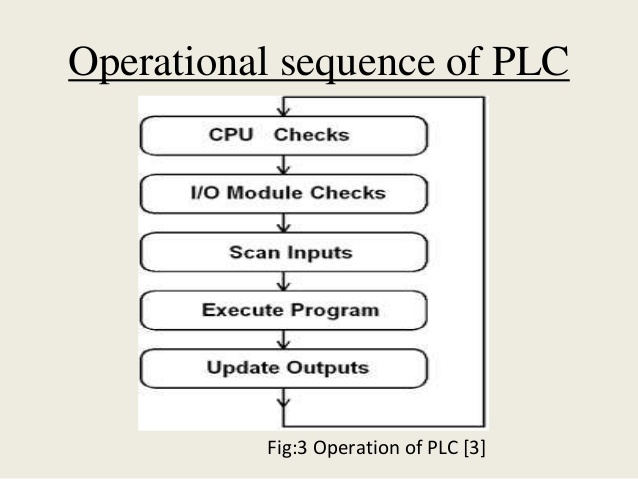 Operational sequence of PLC
CPU Checks
I/O Module Checks
Scan Inputs
Execute Program
Update Outputs
Fig:3 Operation of PLC [3]